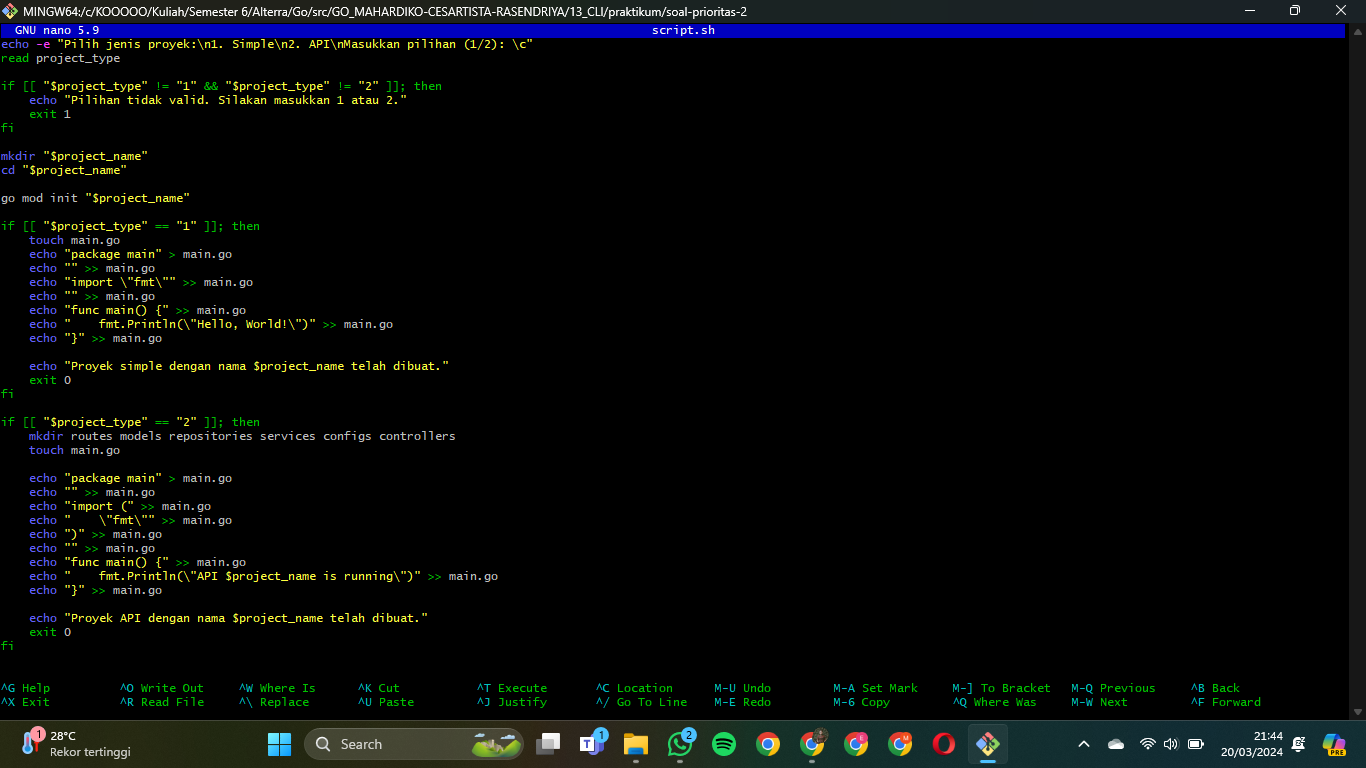 MINGW64:/c/KOOOOO/Kuliah/Semester 6/Alterra/Go/src/GO_MAHARDIKO-CESARTISTA-RASENDRIYA/13_CLI/praktikum/soal-prioritas-2
GNU nano 5.9 script.sh
echo -e "Pilih jenis proyek:\n1. Simple\n2. API\nMasukkan pilihan (1/2): \c"
read project_type
if [[ "$project_type" != "1" && "$project_type" != "2" ]]; then
    echo "Pilihan tidak valid. Silakan masukkan 1 atau 2."
    exit 1
fi
mkdir "$project_name"
cd "$project_name"
go mod init "$project_name"
if [[ "$project_type" == "1" ]]; then
    touch main.go
    echo "package main" > main.go
    echo "" >> main.go
    echo "import \"fmt\"" >> main.go
    echo "" >> main.go
    echo "func main() {" >> main.go
    echo "    fmt.Println(\"Hello, World!\")" >> main.go
    echo "}" >> main.go
    echo "Proyek simple dengan nama $project_name telah dibuat."
    exit 0
fi
if [[ "$project_type" == "2" ]]; then
    mkdir routes models repositories services configs controllers
    touch main.go
    echo "package main" > main.go
    echo "" >> main.go
    echo "import (" >> main.go
    echo "    \"fmt\"" >> main.go
    echo ")" >> main.go
    echo "" >> main.go
    echo "func main() {" >> main.go
    echo "    fmt.Println(\"API $project_name is running\")" >> main.go
    echo "}" >> main.go
    echo "Proyek API dengan nama $project_name telah dibuat."
    exit 0
fi
^G Help ^O Write Out ^W Where Is ^K Cut ^T Execute ^C Location M-U Undo M-A Set Mark M-] To Bracket M-Q Previous ^B Back
^X Exit ^R Read File ^\ Replace ^U Paste ^J Justify ^/ Go To Line M-E Redo M-6 Copy ^Q Where Was M-W Next ^F Forward
1 28°C
Rekor tertinggi
Search
1
2
21:44
20/03/2024
PRE